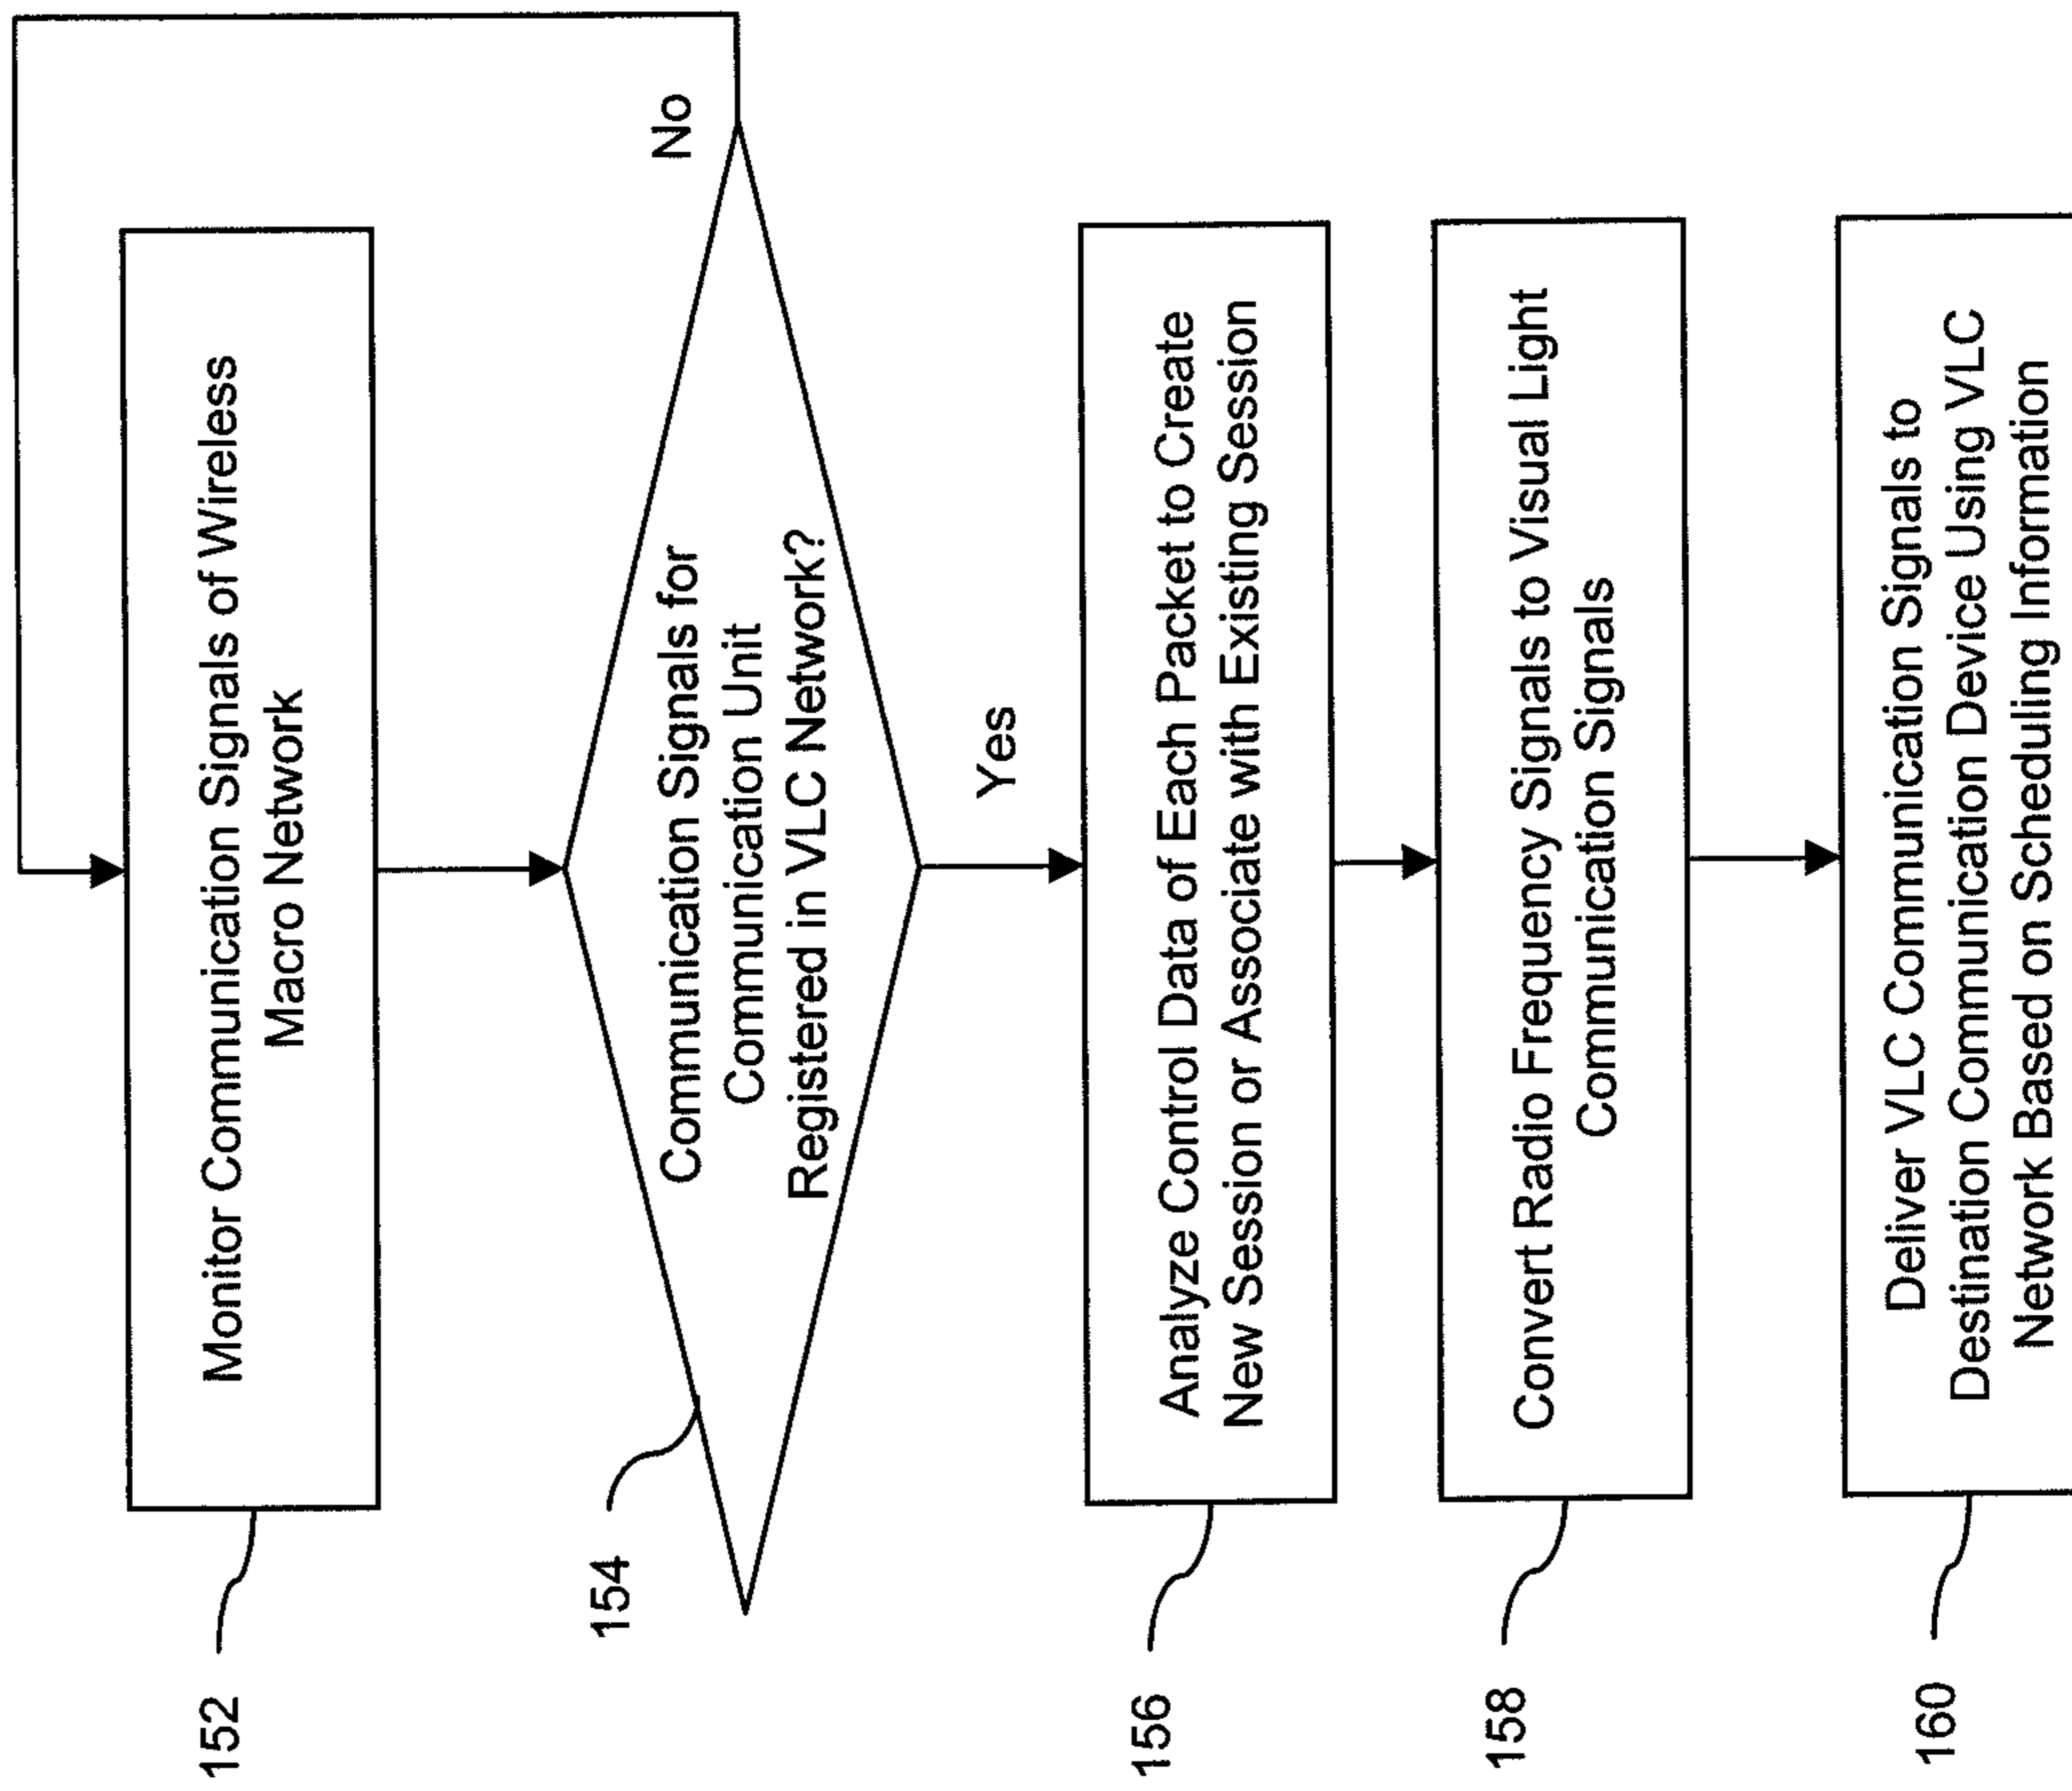 152
Monitor Communication Signals of Wireless
Macro Network
154
Communication Signals for
Communication Unit
Registered in VLC Network?
No
Yes
156
Analyze Control Data of Each Packet to Create
New Session or Associate with Existing Session
158
Convert Radio Frequency Signals to Visual Light
Communication Signals
160
Deliver VLC Communication Signals to
Destination Communication Device Using VLC
Network Based on Scheduling Information